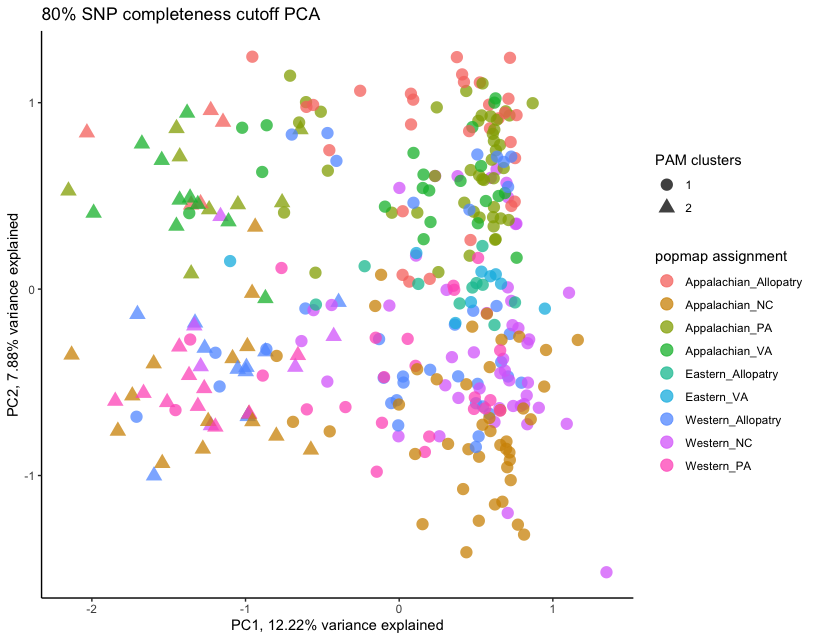 80% SNP completeness cutoff PCA
PC2, 7.88% variance explained
1
0
-1
-2
-1
0
1
PC1, 12.22% variance explained
PAM clusters
1
2
popmap assignment
Appalachian_Allopatry
Appalachian_NC
Appalachian_PA
Appalachian_VA
Eastern_Allopatry
Eastern_VA
Western_Allopatry
Western_NC
Western_PA